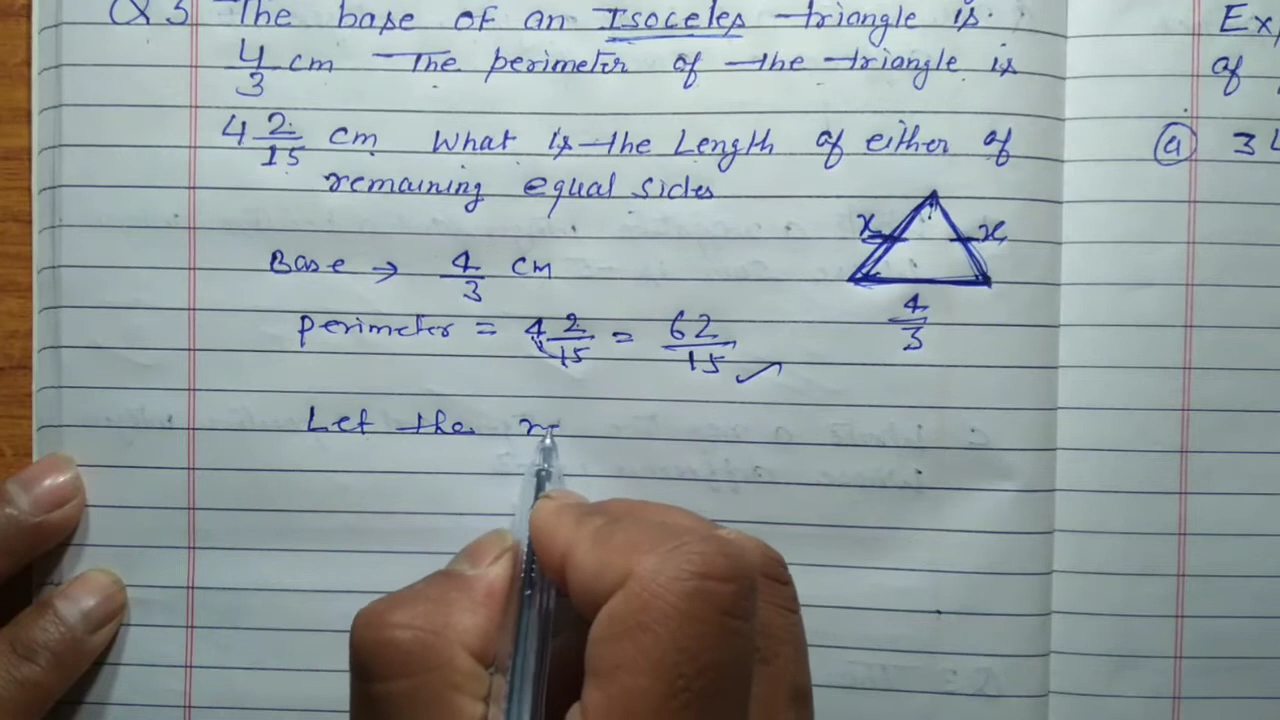 Q 3 The base of an Isoceles triangle is
4/3 cm The perimeter of the triangle is
4 2/15 cm What is the Length of either of
remaining equal sides
x x
4/3
Base → 4/3 cm
Perimeter = 4 2/15 = 62/15
Let the
Ex
of
(a) 3